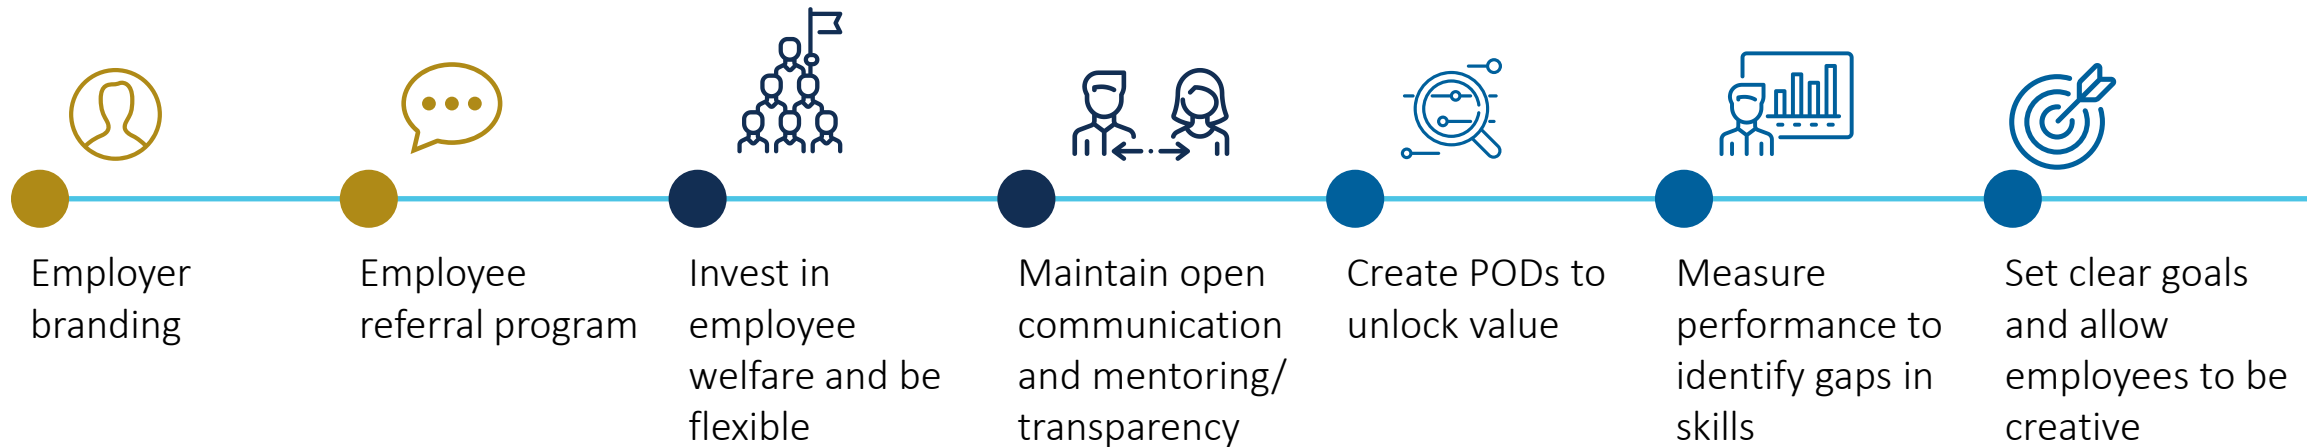 Employer
branding
Employee
referral program
Invest in
employee
welfare and be
flexible
Maintain open
communication
and mentoring/
transparency
Create PODs to
unlock value
Measure
performance to
identify gaps in
skills
Set clear goals
and allow
employees to be
creative